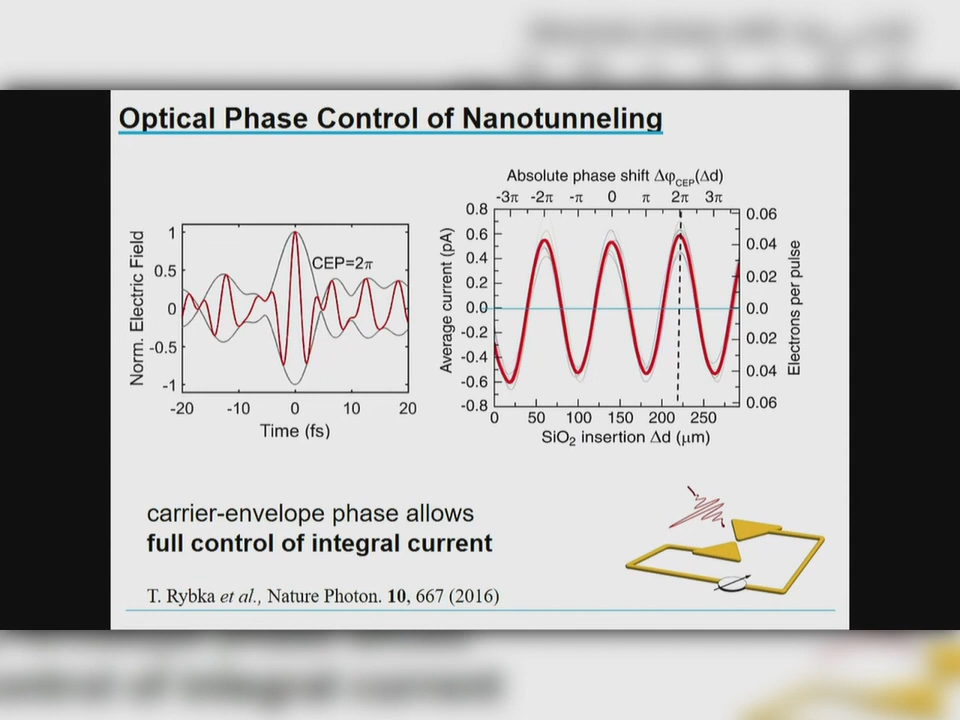 Optical Phase Control of Nanotunneling
Norm. Electric Field
1
0.5
0
-0.5
-1
CEP=2π
-20 -10 0 10 20
Time (fs)
Absolute phase shift Δφ_CEP(Δd)
-3π -2π -π 0 π 2π 3π
Average current (pA)
0.8
0.6
0.4
0.2
0.0
-0.2
-0.4
-0.6
-0.8
0.06
0.04
0.02
0.0
0.02
0.04
0.06
Electrons per pulse
0 50 100 150 200 250
SiO₂ insertion Δd (μm)
carrier-envelope phase allows
full control of integral current
T. Rybka et al., Nature Photon. 10, 667 (2016)
ontrol of integral current